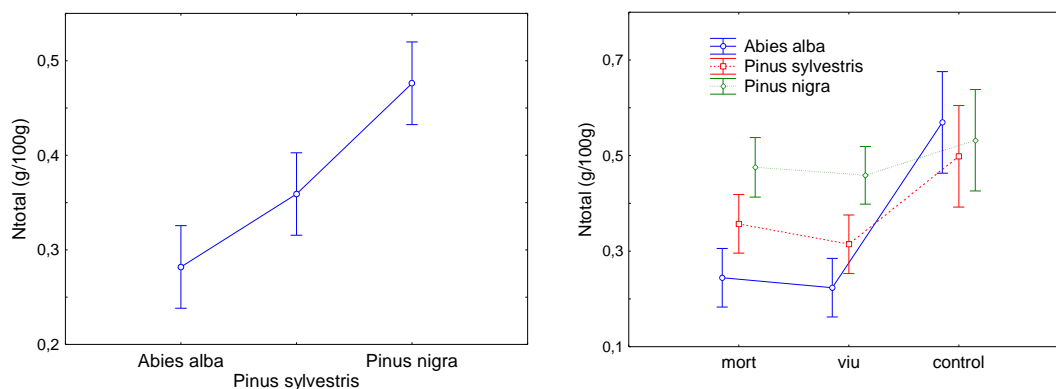 Ntotal (g/100g)
0,5
0,4
0,3
0,2
Abies alba
Pinus sylvestris
Pinus nigra
Ntotal (g/100g)
0,7
0,5
0,3
0,1
Abies alba
Pinus sylvestris
Pinus nigra
mort viu control